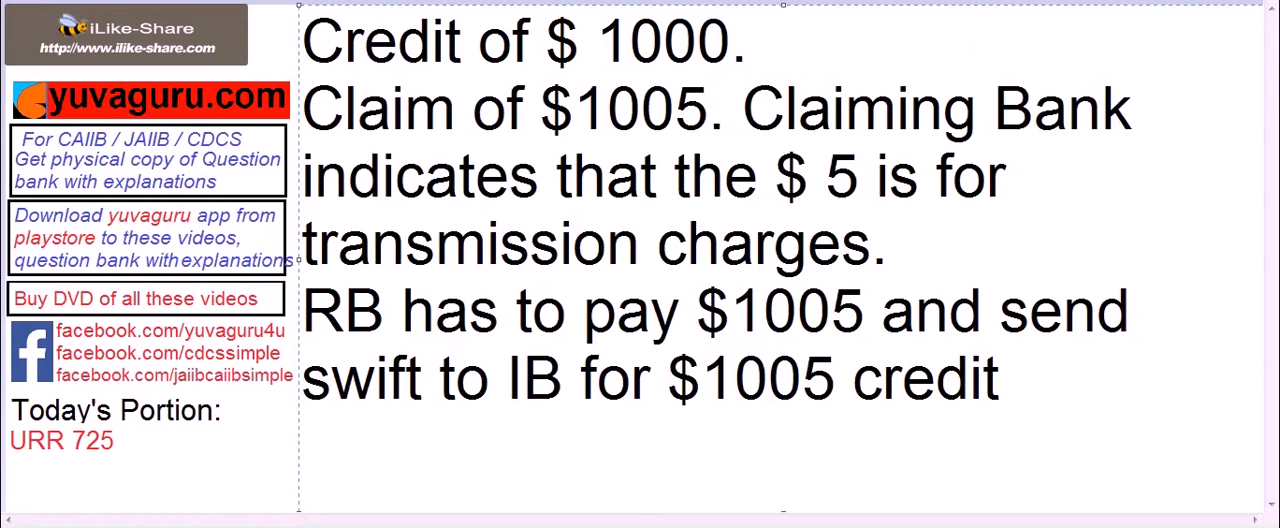 iLike-Share
http://www.ilike-share.com
yuvaguru.com
For CAIIB / JAIIB / CDCS
Get physical copy of Question
bank with explanations
Download yuvaguru app from
playstore to these videos,
question bank with explanations
Buy DVD of all these videos
facebook.com/yuvaguru4u
facebook.com/cdcssimple
facebook.com/jaiibcaiibsimple
Today's Portion:
URR 725
Credit of $ 1000.
Claim of $1005. Claiming Bank
indicates that the $ 5 is for
transmission charges.
RB has to pay $1005 and send
swift to IB for $1005 credit